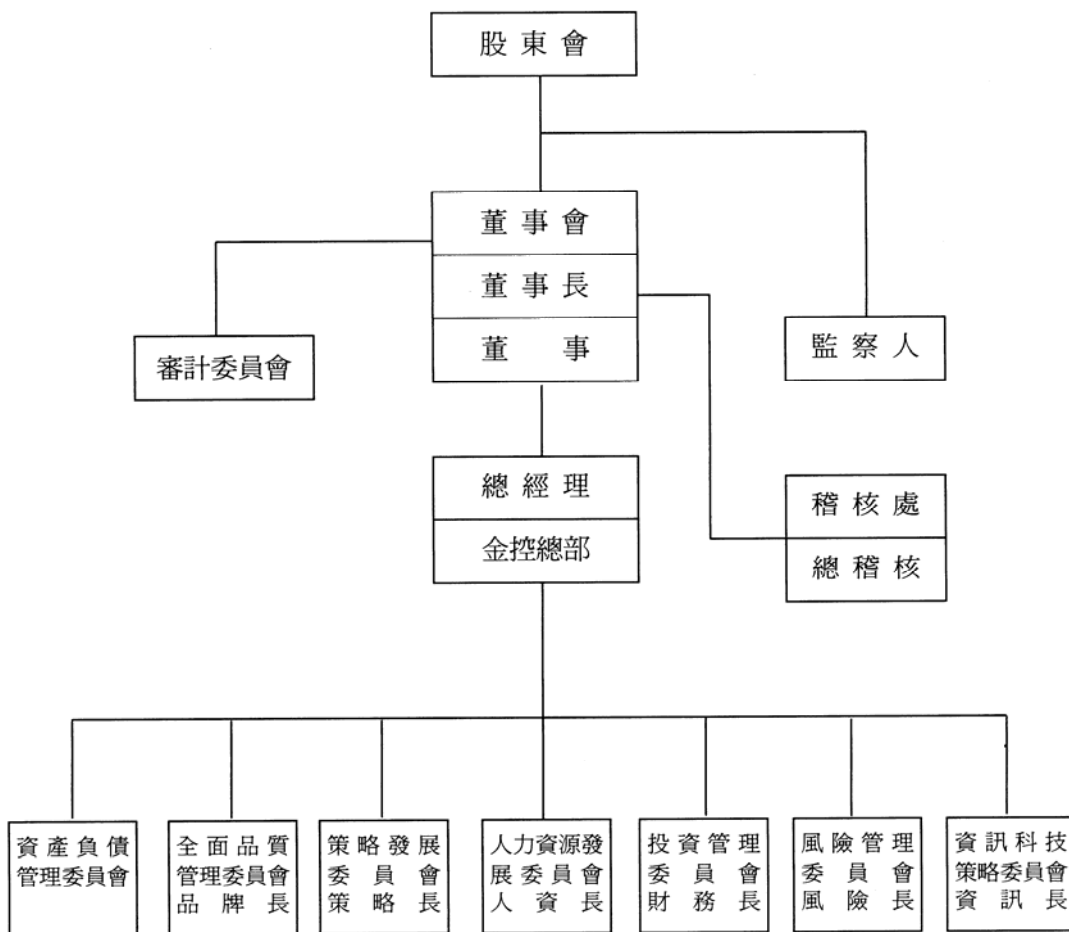 股東會
董事會
董事長
董事
審計委員會
監察人
總經理
金控總部
稽核處
總稽核
資產負債
管理委員會
全面品質
管理委員會
品牌長
策略發展
委員會
策略長
人力資源發
展委員會
人資長
投資管理
委員會
財務長
風險管理
委員會
風險長
資訊科技
策略委員會
資訊長